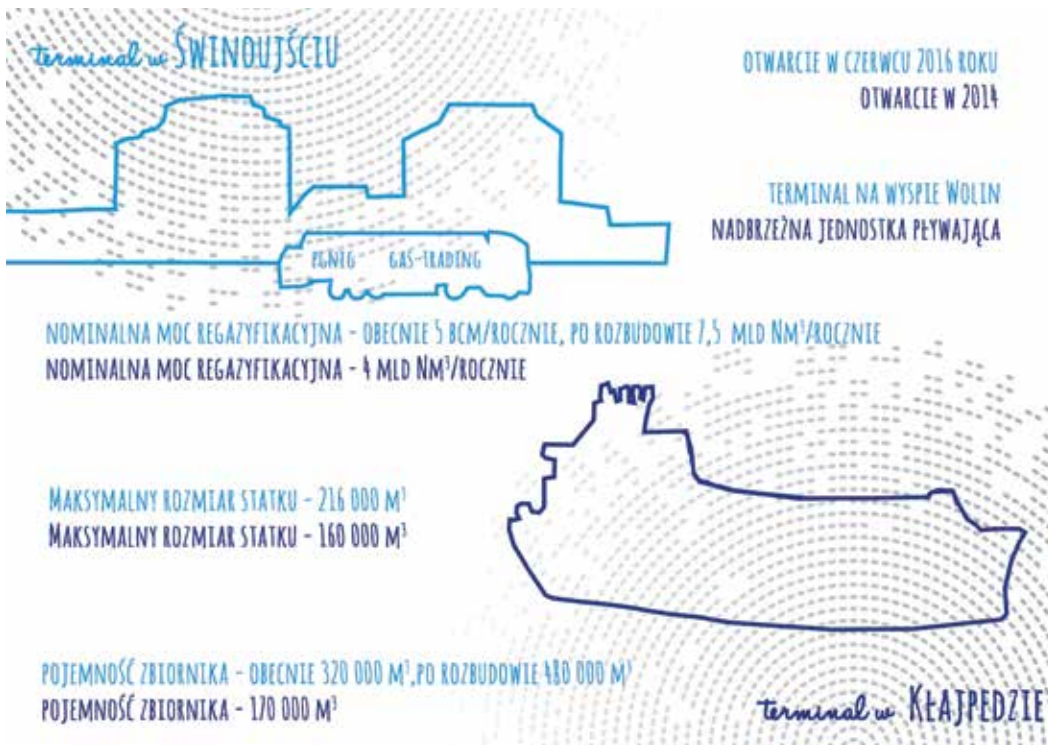 terminal w ŚWINOUJŚCIU
OTWARCIE W CZERWCU 2016 ROKU
OTWARCIE W 2014
TERMINAL NA WYSPIE WOLIN
NADBRZEŻNA JEDNOSTKA PŁYWAJĄCA
PGNIG GAS-TRADING
NOMINALNA MOC REGAZYFIKACYJNA - OBECNIE 5 BCM/ROCZNIE, PO ROZBUDOWIE 7,5 MLD NM³/ROCZNIE
NOMINALNA MOC REGAZYFIKACYJNA - 4 MLD NM³/ROCZNIE
MAKSYMALNY ROZMIAR STATKU - 216 000 M³
MAKSYMALNY ROZMIAR STATKU - 160 000 M³
POJEMNOŚĆ ZBIORNIKA - OBECNIE 320 000 M³,PO ROZBUDOWIE 480 000 M³
POJEMNOŚĆ ZBIORNIKA - 170 000 M³
terminal w KŁAJPEDZIE